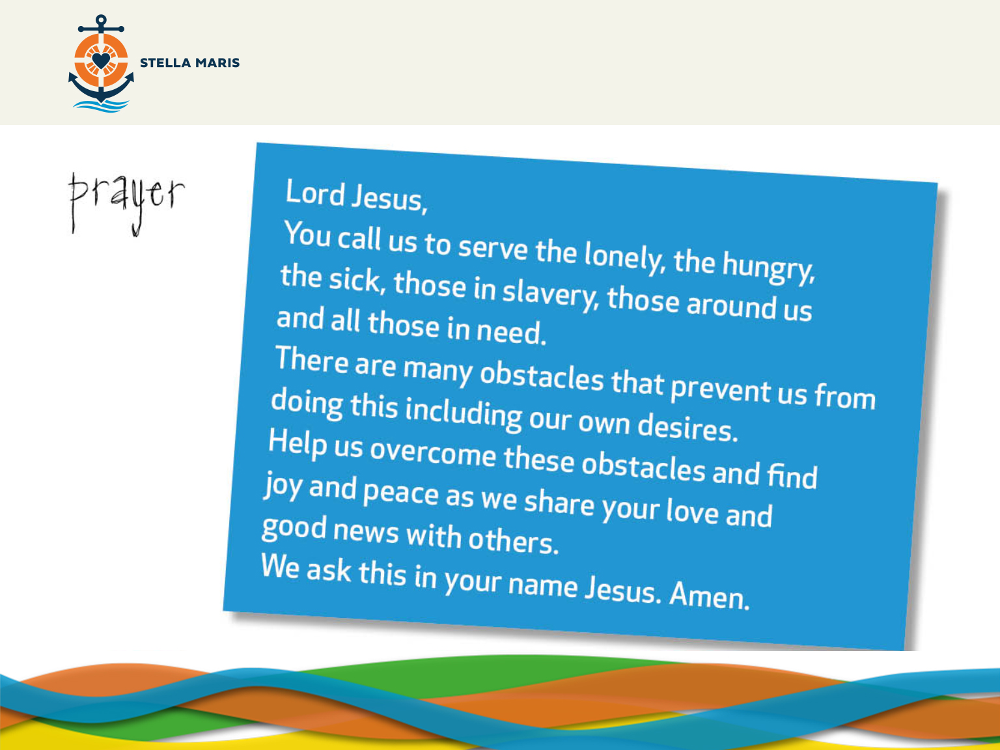 STELLA MARIS
prayer
Lord Jesus,
You call us to serve the lonely, the hungry,
the sick, those in slavery, those around us
and all those in need.
There are many obstacles that prevent us from
doing this including our own desires.
Help us overcome these obstacles and find
joy and peace as we share your love and
good news with others.
We ask this in your name Jesus. Amen.